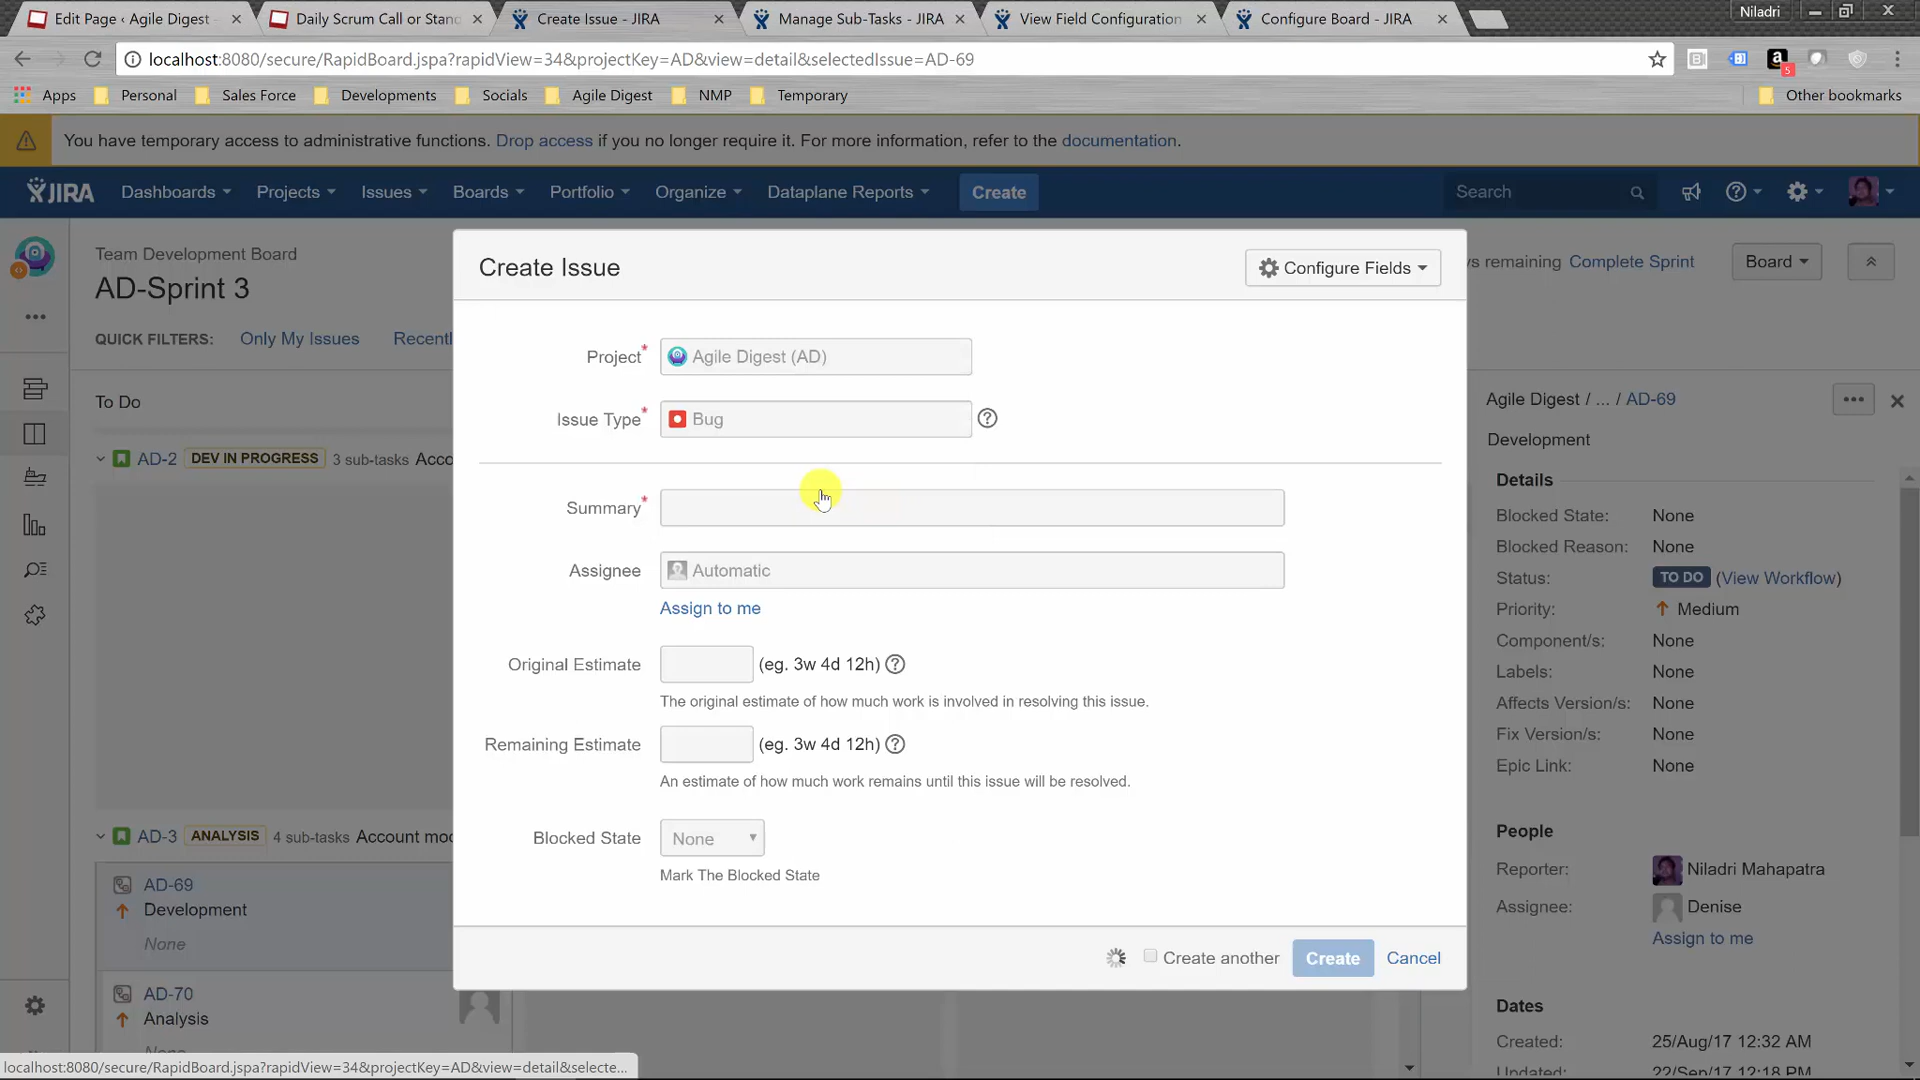 Edit Page ‹ Agile Digest
Daily Scrum Call or Stand
Create Issue - JIRA
Manage Sub-Tasks - JIRA
View Field Configuration
Configure Board - JIRA
Niladri
localhost:8080/secure/RapidBoard.jspa?rapidView=34&projectKey=AD&view=detail&selectedIssue=AD-69
5
Apps
Personal
Sales Force
Developments
Socials
Agile Digest
NMP
Temporary
Other bookmarks
You have temporary access to administrative functions. Drop access if you no longer require it. For more information, refer to the documentation.
JIRA
Dashboards
Projects
Issues
Boards
Portfolio
Organize
Dataplane Reports
Create
Search
Team Development Board
AD-Sprint 3
remaining
Complete Sprint
Board
QUICK FILTERS:
Only My Issues
To Do
AD-2 DEV IN PROGRESS 3 sub-tasks
AD-3 ANALYSIS 4 sub-tasks Account
AD-69
Development
None
AD-70
Analysis
None
Create Issue
Configure Fields
Project*
Agile Digest (AD)
Issue Type*
Bug
Summary*
Assignee
Automatic
Assign to me
Original Estimate
(eg. 3w 4d 12h)
The original estimate of how much work is involved in resolving this issue.
Remaining Estimate
(eg. 3w 4d 12h)
An estimate of how much work remains until this issue will be resolved.
Blocked State
None
Mark The Blocked State
Create another
Create
Cancel
Agile Digest / ... / AD-69
Development
Details
Blocked State: None
Blocked Reason: None
Status: TO DO (View Workflow)
Priority: Medium
Component/s: None
Labels: None
Affects Version/s: None
Fix Version/s: None
Epic Link: None
People
Reporter: Niladri Mahapatra
Assignee: Denise
Assign to me
Dates
Created: 25/Aug/17 12:32 AM
Updated: 22/Sep/17 12:18 PM
localhost:8080/secure/RapidBoard.jspa?rapidView=34&projectKey=AD&view=detail&selecte...